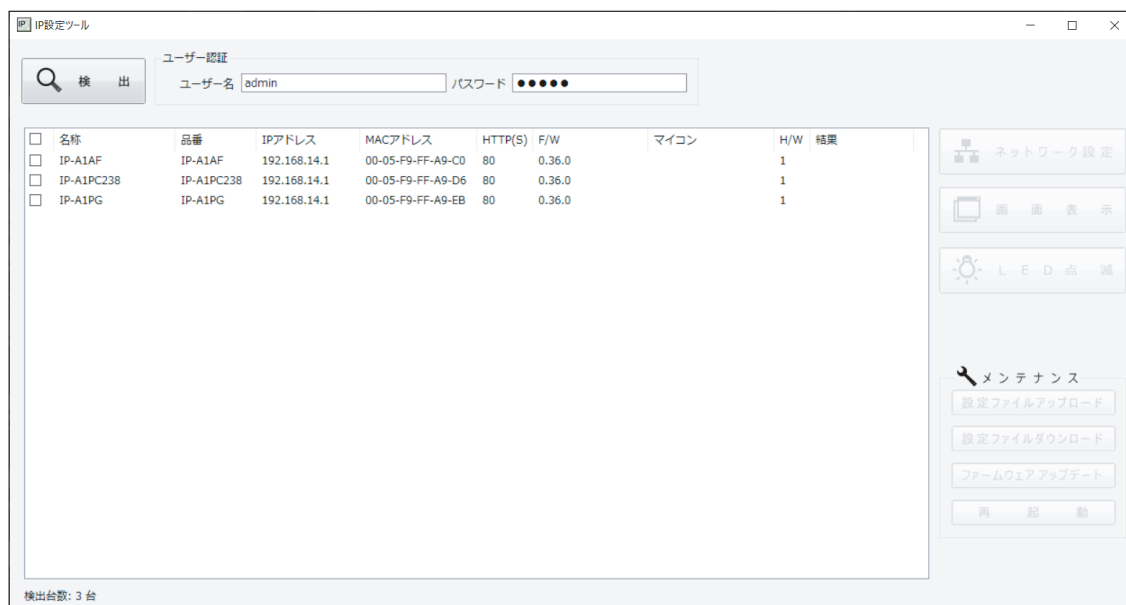 IP IP設定ツール
検 出
ユーザー認証
ユーザー名 admin パスワード ●●●●●
名称 品番 IPアドレス MACアドレス HTTP(S) F/W マイコン H/W 結果
IP-A1AF IP-A1AF 192.168.14.1 00-05-F9-FF-A9-C0 80 0.36.0 1
IP-A1PC238 IP-A1PC238 192.168.14.1 00-05-F9-FF-A9-D6 80 0.36.0 1
IP-A1PG IP-A1PG 192.168.14.1 00-05-F9-FF-A9-EB 80 0.36.0 1
ネットワーク設定
画 面 表 示
L E D 点 滅
メンテナンス
設定ファイルアップロード
設定ファイルダウンロード
ファームウェアアップデート
再 起 動
検出台数: 3 台